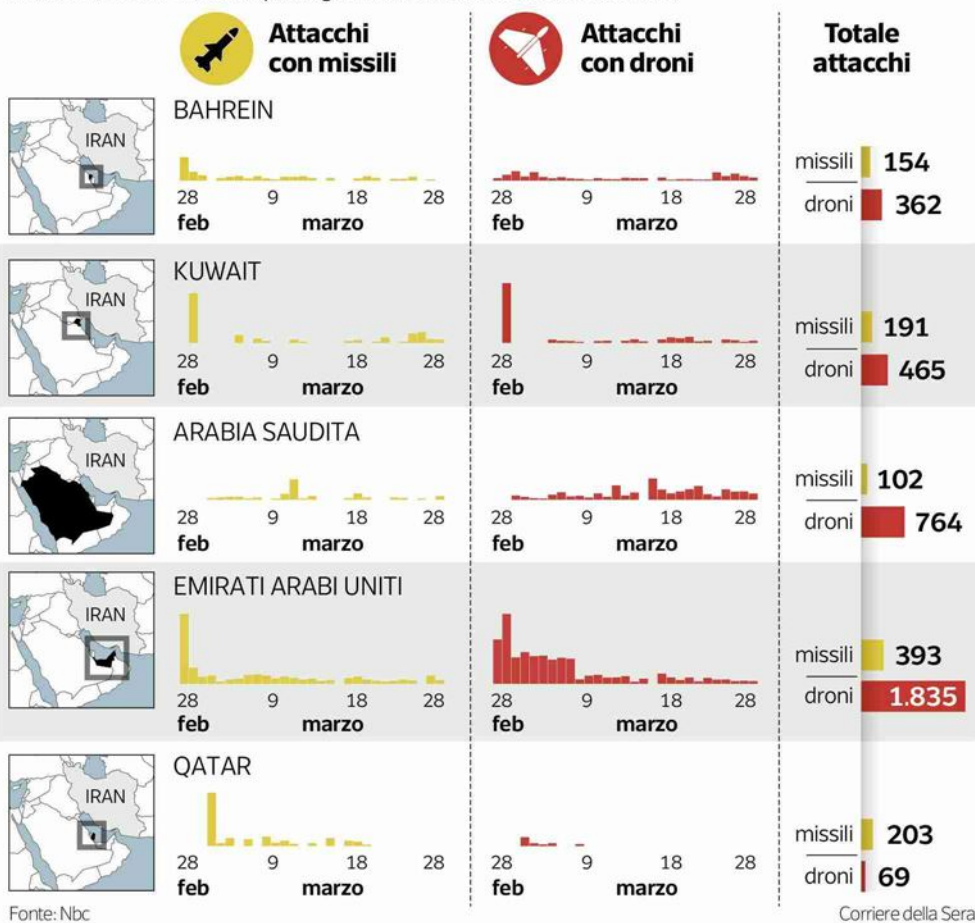 Attacchi
con missili
Attacchi
con droni
Totale
attacchi
BAHREIN
IRAN
28 9 18 28
feb marzo
28 9 18 28
feb marzo
missili 154
droni 362
KUWAIT
IRAN
28 9 18 28
feb marzo
28 9 18 28
feb marzo
missili 191
droni 465
ARABIA SAUDITA
IRAN
28 9 18 28
feb marzo
28 9 18 28
feb marzo
missili 102
droni 764
EMIRATI ARABI UNITI
IRAN
28 9 18 28
feb marzo
28 9 18 28
feb marzo
missili 393
droni 1.835
QATAR
IRAN
28 9 18 28
feb marzo
28 9 18 28
feb marzo
missili 203
droni 69
Fonte: Nbc
Corriere della Sera